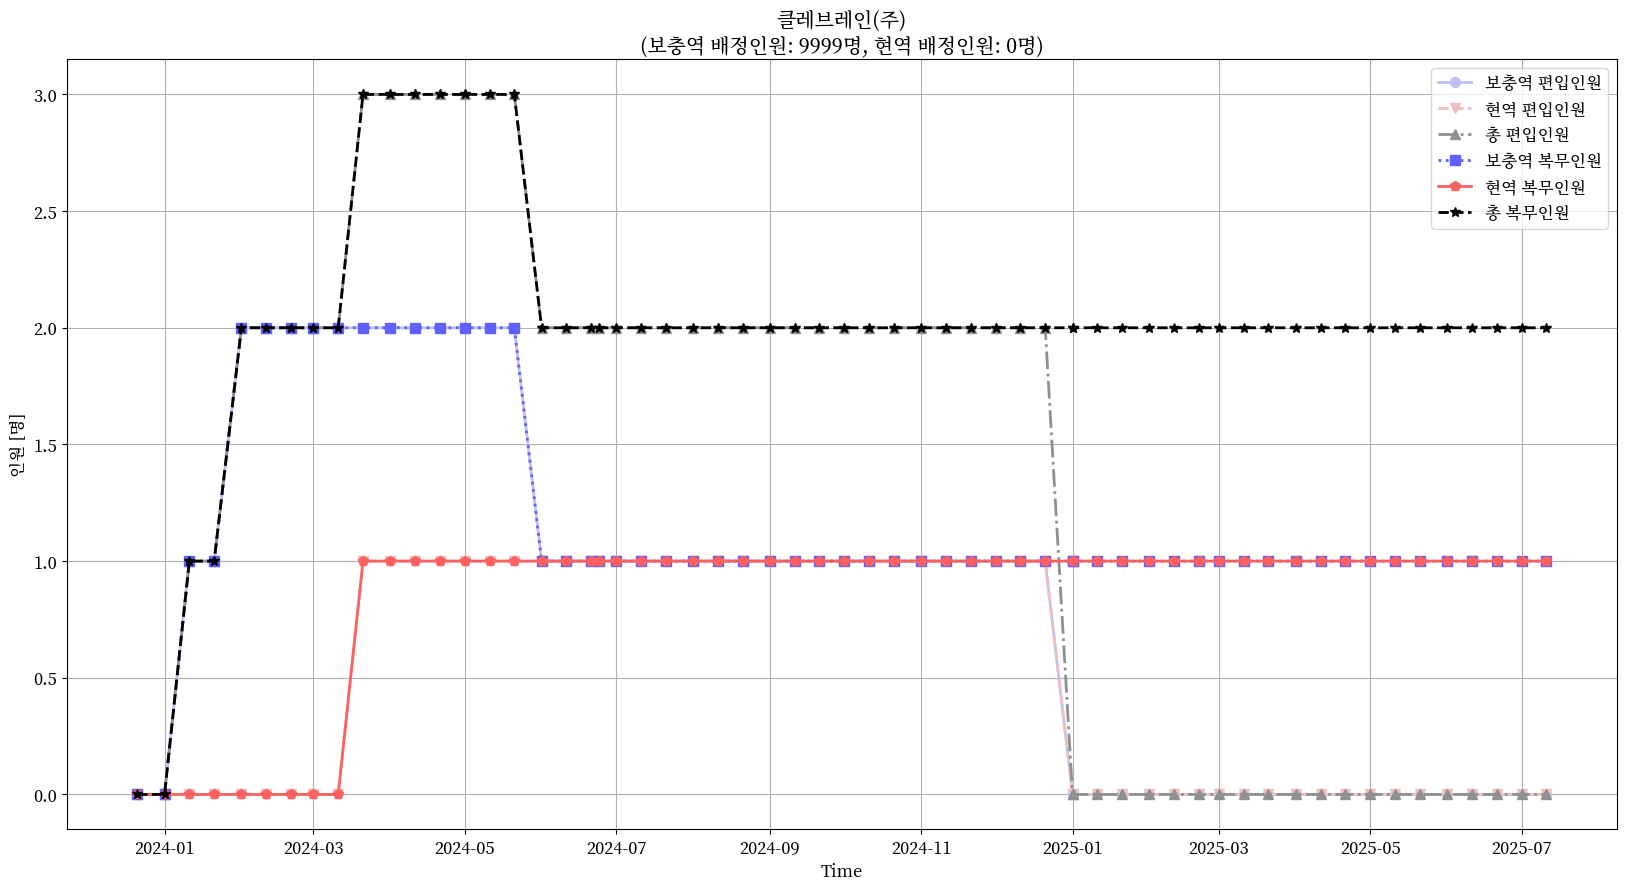 클레브레인(주)
(보충역 배정인원: 9999명, 현역 배정인원: 0명)
보충역 편입인원
현역 편입인원
총 편입인원
보충역 복무인원
현역 복무인원
총 복무인원
인원 [명]
3.0
2.5
2.0
1.5
1.0
0.5
0.0
2024-01 2024-03 2024-05 2024-07 2024-09 2024-11 2025-01 2025-03 2025-05 2025-07
Time